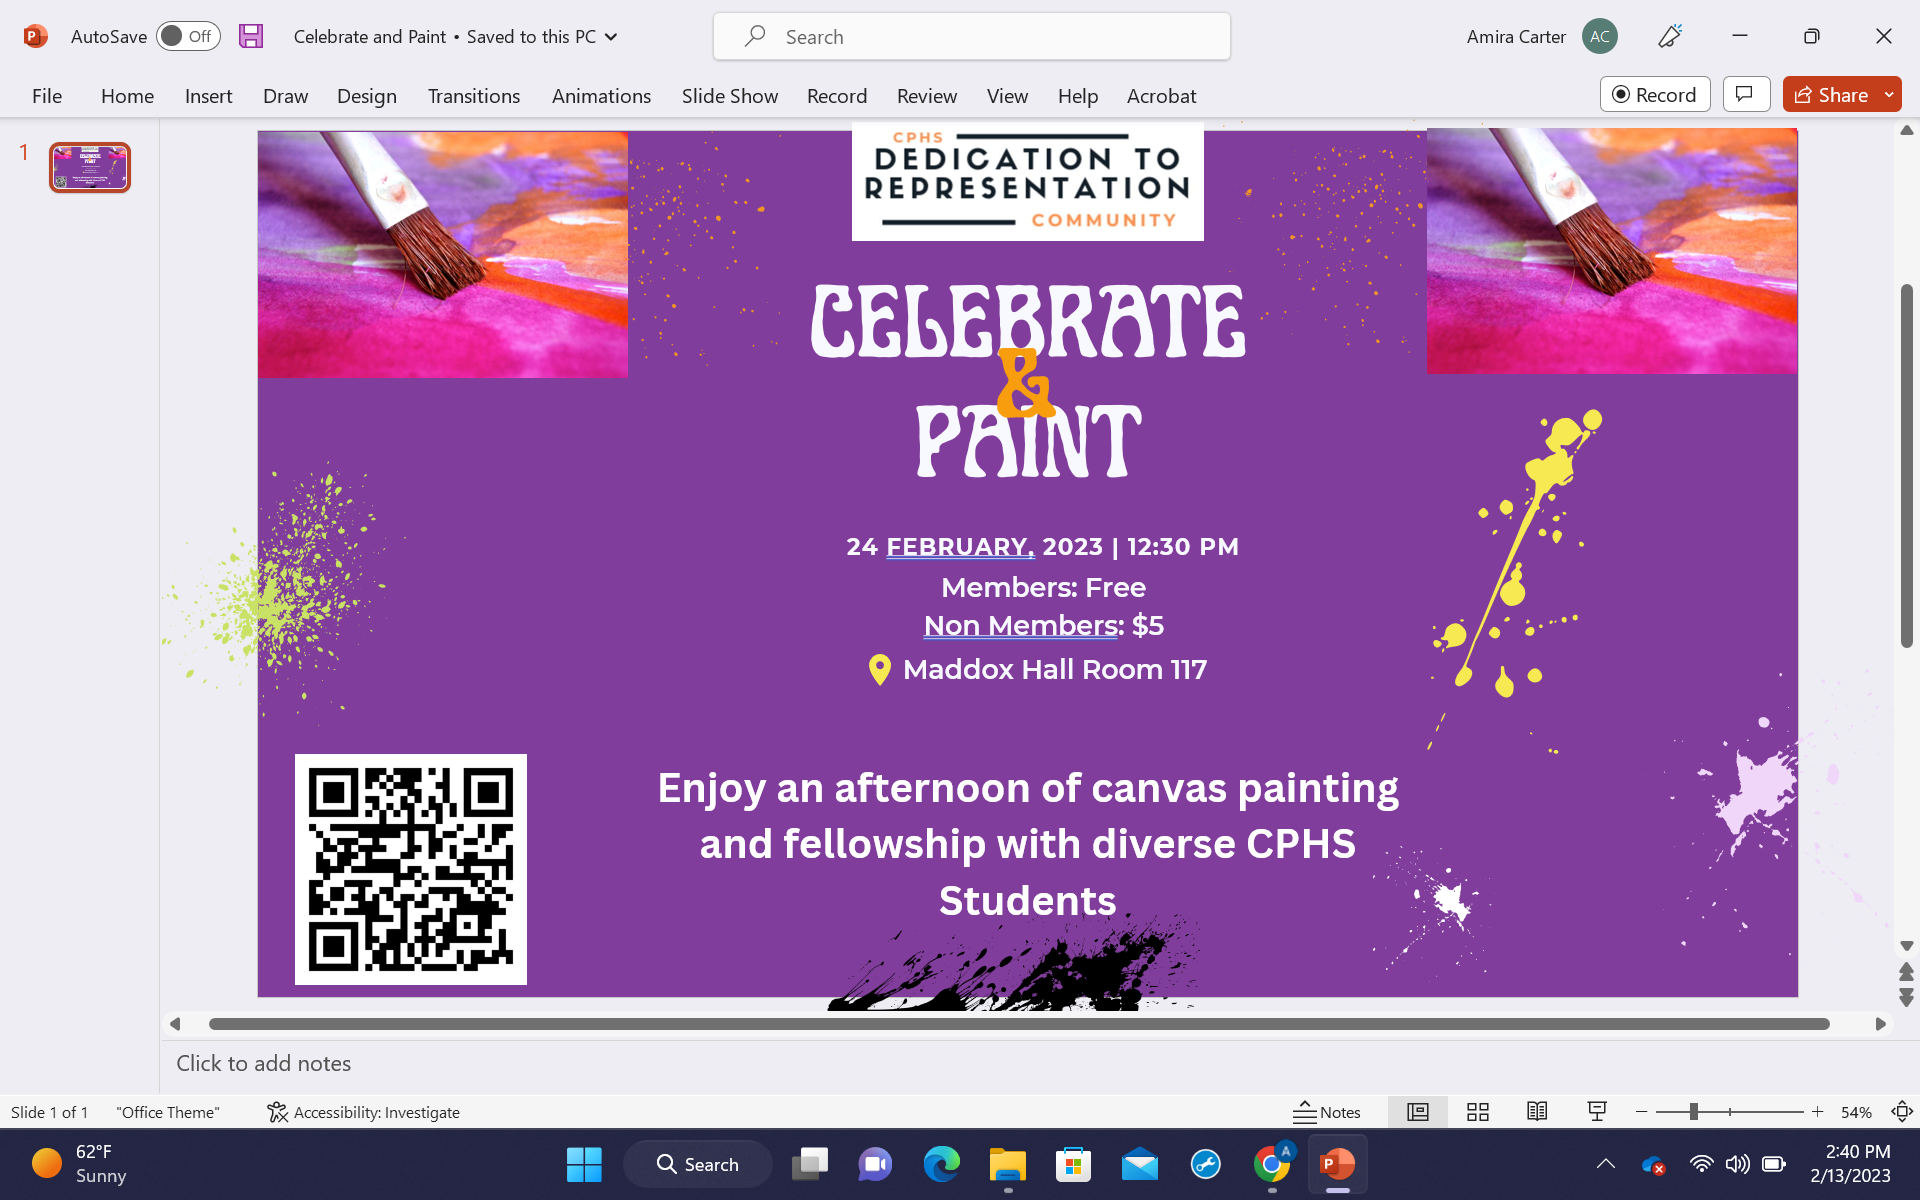 AutoSave Off Celebrate and Paint • Saved to this PC Search Amira Carter AC
File Home Insert Draw Design Transitions Animations Slide Show Record Review View Help Acrobat Record Share
1
CPHS
DEDICATION TO
REPRESENTATION
COMMUNITY
CELEBRATE
&
PAINT
24 FEBRUARY, 2023 | 12:30 PM
Members: Free
Non Members: $5
Maddox Hall Room 117
Enjoy an afternoon of canvas painting
and fellowship with diverse CPHS
Students
Click to add notes
Slide 1 of 1 "Office Theme" Accessibility: Investigate Notes 54%
62°F
Sunny
Search
A
2:40 PM
2/13/2023